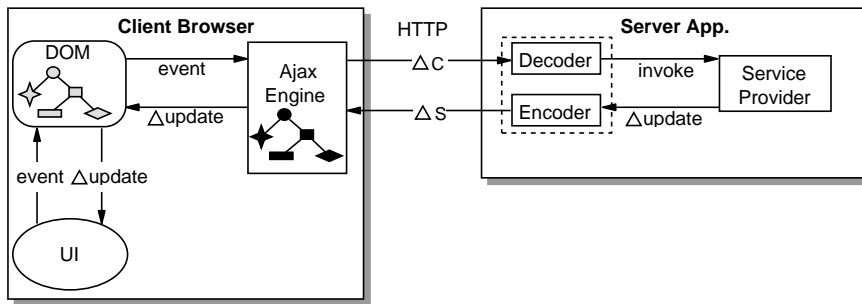 Client Browser
HTTP
Server App.
DOM
event
Ajax
Engine
△C
Decoder
invoke
Service
Provider
△update
△S
Encoder
△update
event
△update
UI